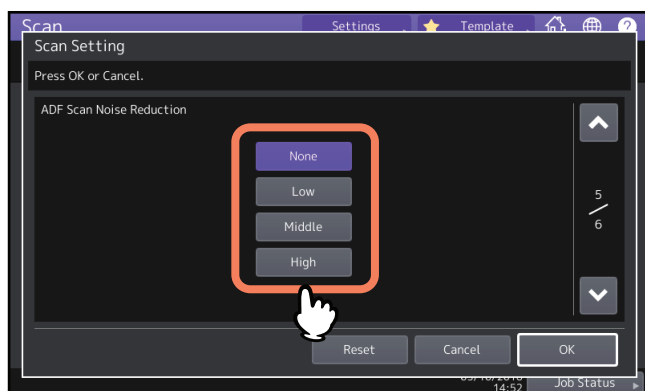 Scan Settings Template ?
Scan Setting
Press OK or Cancel.
ADF Scan Noise Reduction
None
Low
Middle
High
5
6
Reset Cancel OK
14:52 Job Status